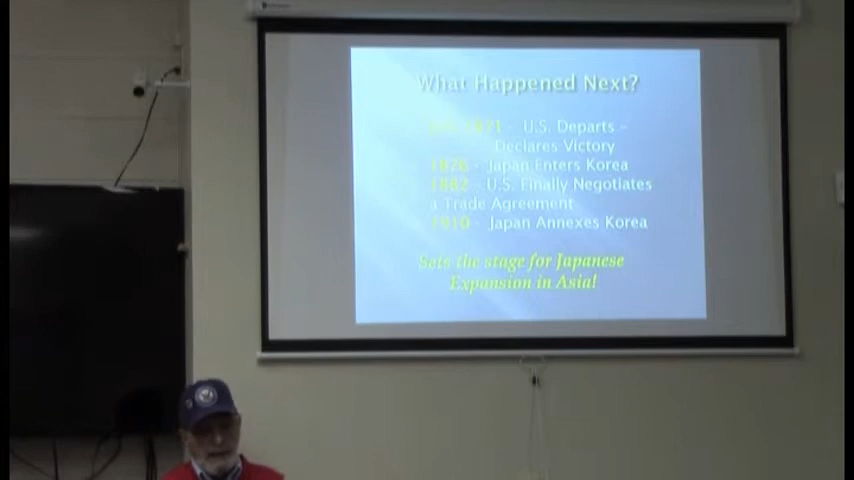 What Happened Next?
1871 - U.S. Departs -
Declares Victory
1876 - Japan Enters Korea
1882 - U.S. Finally Negotiates
a Trade Agreement
1910 - Japan Annexes Korea
Sets the stage for Japanese
Expansion in Asia!